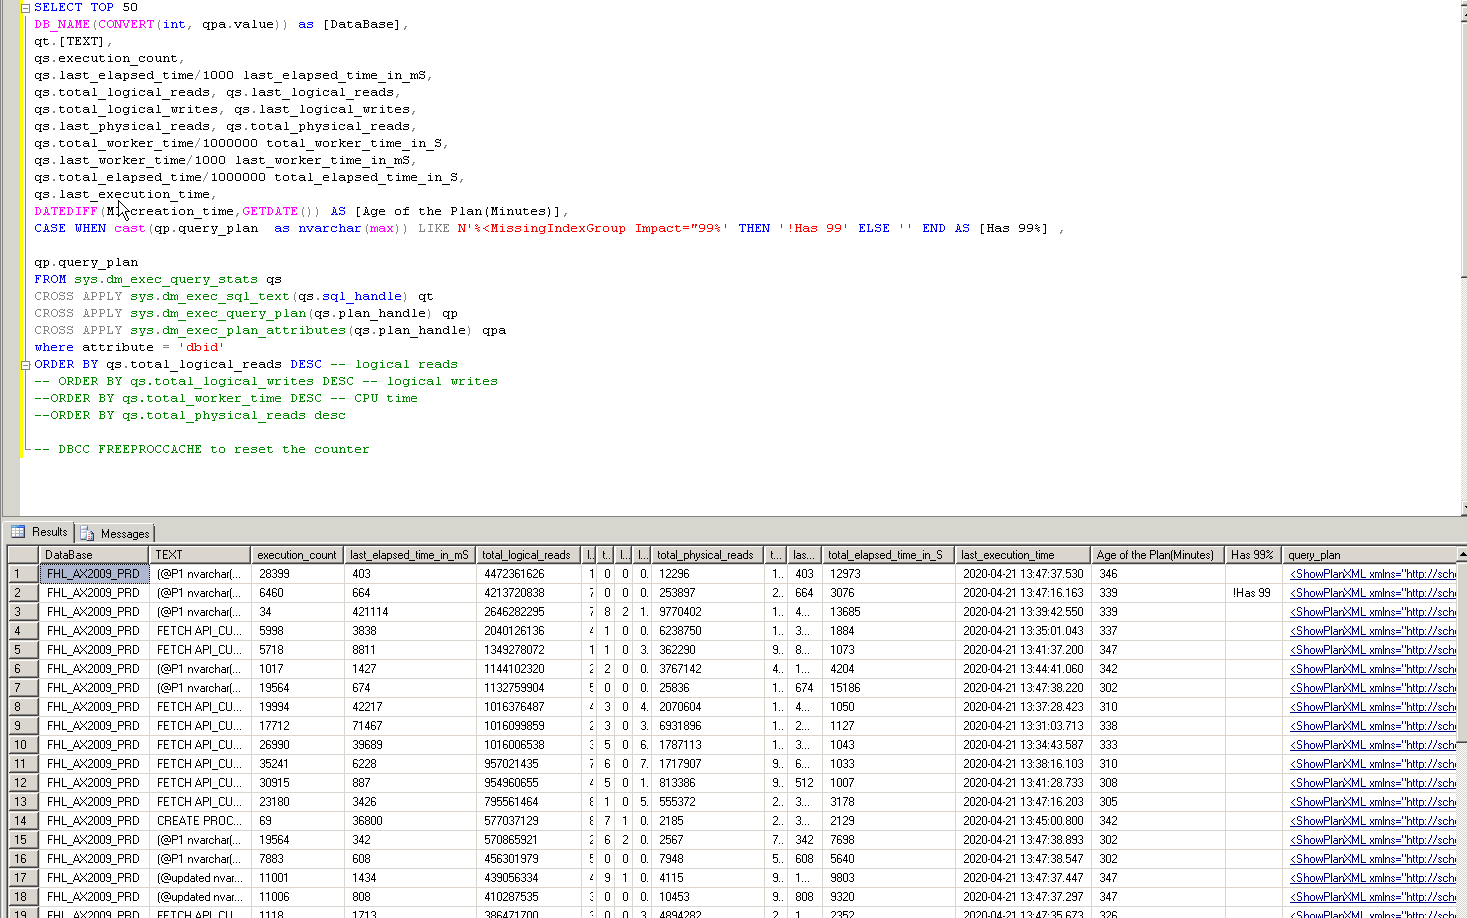 SELECT TOP 50
DB_NAME(CONVERT(int, qpa.value)) as [DataBase],
qt.[TEXT],
qs.execution_count,
qs.last_elapsed_time/1000 last_elapsed_time_in_mS,
qs.total_logical_reads, qs.last_logical_reads,
qs.total_logical_writes, qs.last_logical_writes,
qs.last_physical_reads, qs.total_physical_reads,
qs.total_worker_time/1000000 total_worker_time_in_S,
qs.last_worker_time/1000 last_worker_time_in_mS,
qs.total_elapsed_time/1000000 total_elapsed_time_in_S,
qs.last_execution_time,
DATEDIFF( creation_time,GETDATE()) AS [Age of the Plan(Minutes)],
CASE WHEN cast(qp.query_plan as nvarchar(max)) LIKE N'%<MissingIndexGroup Impact="99%' THEN '!Has 99' ELSE '' END AS [Has 99%] ,
qp.query_plan
FROM sys.dm_exec_query_stats qs
CROSS APPLY sys.dm_exec_sql_text(qs.sql_handle) qt
CROSS APPLY sys.dm_exec_query_plan(qs.plan_handle) qp
CROSS APPLY sys.dm_exec_plan_attributes(qs.plan_handle) qpa
where attribute = 'dbid'
ORDER BY qs.total_logical_reads DESC -- logical reads
-- ORDER BY qs.total_logical_writes DESC -- logical writes
--ORDER BY qs.total_worker_time DESC -- CPU time
--ORDER BY qs.total_physical_reads desc
-- DBCC FREEPROCCACHE to reset the counter
Results Messages
DataBase TEXT execution_count last_elapsed_time_in_mS total_logical_reads l.. t.. l... l... total_physical_reads t... las... total_elapsed_time_in_S last_execution_time Age of the Plan(Minutes) Has 99% query_plan
1 FHL_AX2009_PRD (@P1 nvarchar(... 28399 403 4472361626 1 0 0 0. 12296 1.. 403 12973 2020-04-21 13:47:37.530 346 <ShowPlanXML xmlns="http://sche
2 FHL_AX2009_PRD (@P1 nvarchar(... 6460 664 4213720838 7 0 0 0. 253897 2.. 664 3076 2020-04-21 13:47:16.163 339 !Has 99 <ShowPlanXML xmlns="http://sche
3 FHL_AX2009_PRD (@P1 nvarchar(... 34 421114 2646282295 7 8 2 1. 9770402 1.. 4... 13685 2020-04-21 13:39:42.550 339 <ShowPlanXML xmlns="http://sche
4 FHL_AX2009_PRD FETCH API_CU... 5998 3838 2040126136 4 1 0 0. 6238750 1.. 3... 1884 2020-04-21 13:35:01.043 337 <ShowPlanXML xmlns="http://sche
5 FHL_AX2009_PRD FETCH API_CU... 5718 8811 1349278072 1 1 0 3. 362290 9.. 8... 1073 2020-04-21 13:41:37.200 347 <ShowPlanXML xmlns="http://sche
6 FHL_AX2009_PRD (@P1 nvarchar(... 1017 1427 1144102320 2 2 0 0. 3767142 4.. 1... 4204 2020-04-21 13:44:41.060 342 <ShowPlanXML xmlns="http://sche
7 FHL_AX2009_PRD (@P1 nvarchar(... 19564 674 1132759904 5 0 0 0. 25836 1.. 674 15186 2020-04-21 13:47:38.220 302 <ShowPlanXML xmlns="http://sche
8 FHL_AX2009_PRD FETCH API_CU... 19994 42217 1016376487 4 3 0 4. 2070604 1.. 4... 1050 2020-04-21 13:37:28.423 310 <ShowPlanXML xmlns="http://sche
9 FHL_AX2009_PRD FETCH API_CU... 17712 71467 1016099859 2 3 0 3. 6931896 1.. 2... 1127 2020-04-21 13:31:03.713 338 <ShowPlanXML xmlns="http://sche
10 FHL_AX2009_PRD FETCH API_CU... 26990 39689 1016006538 3 5 0 6. 1787113 1.. 3... 1043 2020-04-21 13:34:43.587 333 <ShowPlanXML xmlns="http://sche
11 FHL_AX2009_PRD FETCH API_CU... 35241 6228 957021435 7 6 0 7. 1717907 9.. 6... 1033 2020-04-21 13:38:16.103 310 <ShowPlanXML xmlns="http://sche
12 FHL_AX2009_PRD FETCH API_CU... 30915 887 954960655 4 5 0 1. 813386 9.. 512 1007 2020-04-21 13:41:28.733 308 <ShowPlanXML xmlns="http://sche
13 FHL_AX2009_PRD FETCH API_CU... 23180 3426 795561464 8 1 0 5. 555372 2.. 3... 3178 2020-04-21 13:47:16.203 305 <ShowPlanXML xmlns="http://sche
14 FHL_AX2009_PRD CREATE PROC... 69 36800 577037129 8 7 1 0. 2185 2.. 3... 2129 2020-04-21 13:45:00.800 342 <ShowPlanXML xmlns="http://sche
15 FHL_AX2009_PRD (@P1 nvarchar(... 19564 342 570865921 2 6 2 0. 2567 7.. 342 7698 2020-04-21 13:47:38.893 302 <ShowPlanXML xmlns="http://sche
16 FHL_AX2009_PRD (@P1 nvarchar(... 7883 608 456301979 5 0 0 0. 7948 5.. 608 5640 2020-04-21 13:47:38.547 302 <ShowPlanXML xmlns="http://sche
17 FHL_AX2009_PRD (@updated nvar... 11001 1434 439056334 4 9 1 0. 4115 9.. 1... 9803 2020-04-21 13:47:37.447 347 <ShowPlanXML xmlns="http://sche
18 FHL_AX2009_PRD (@updated nvar... 11006 808 410287535 3 0 0 0. 10453 9.. 808 9320 2020-04-21 13:47:37.297 347 <ShowPlanXML xmlns="http://sche
19 FHL_AX2009_PRD FETCH API_CU... 1118 1713 386471700 3 0 0 3. 4894282 2.. 1... 2352 2020-04-21 13:47:35.673 326 <ShowPlanXML xmlns="http://sche